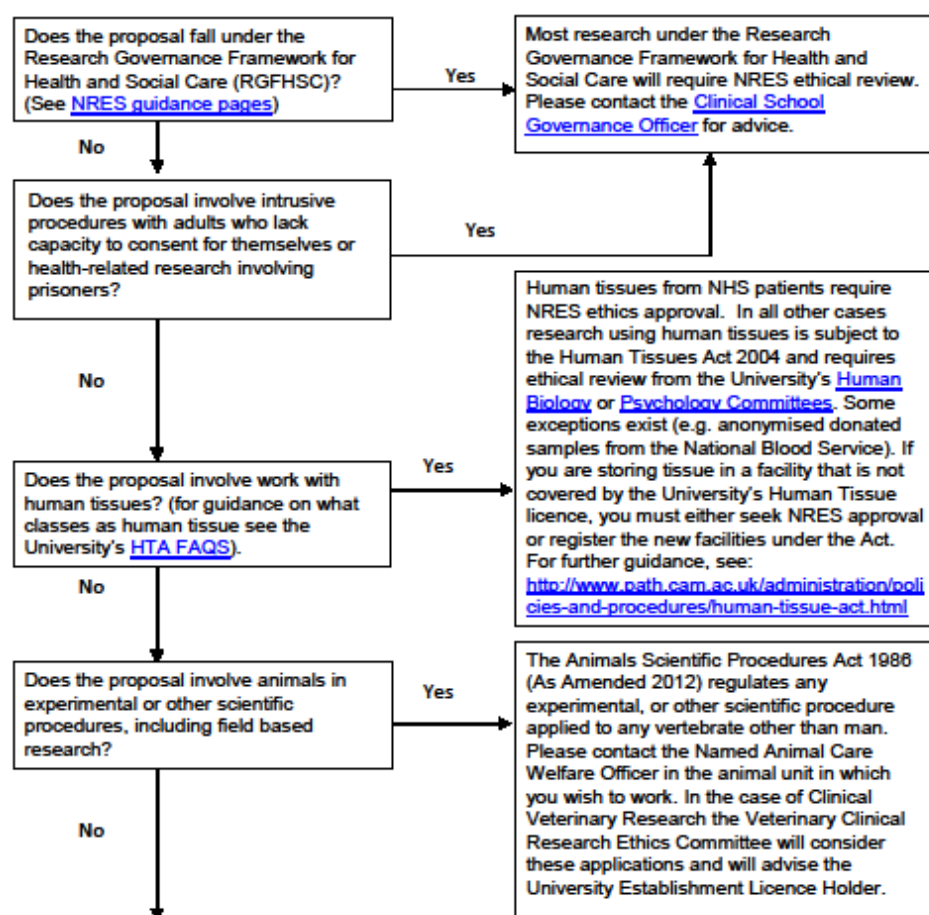 Does the proposal fall under the
Research Governance Framework for
Health and Social Care (RGFHSC)?
(See NRES guidance pages)
Yes
Most research under the Research
Governance Framework for Health and
Social Care will require NRES ethical review.
Please contact the Clinical School
Governance Officer for advice.
No
Does the proposal involve intrusive
procedures with adults who lack
capacity to consent for themselves or
health-related research involving
prisoners?
Yes
No
Human tissues from NHS patients require
NRES ethics approval. In all other cases
research using human tissues is subject to
the Human Tissues Act 2004 and requires
ethical review from the University's Human
Biology or Psychology Committees. Some
exceptions exist (e.g. anonymised donated
samples from the National Blood Service). If
you are storing tissue in a facility that is not
covered by the University's Human Tissue
licence, you must either seek NRES approval
or register the new facilities under the Act.
For further guidance, see:
http://www.path.cam.ac.uk/administration/poli
cies-and-procedures/human-tissue-act.html
Does the proposal involve work with
human tissues? (for guidance on what
classes as human tissue see the
University's HTA FAQS).
Yes
No
Does the proposal involve animals in
experimental or other scientific
procedures, including field based
research?
Yes
The Animals Scientific Procedures Act 1986
(As Amended 2012) regulates any
experimental, or other scientific procedure
applied to any vertebrate other than man.
Please contact the Named Animal Care
Welfare Officer in the animal unit in which
you wish to work. In the case of Clinical
Veterinary Research the Veterinary Clinical
Research Ethics Committee will consider
these applications and will advise the
University Establishment Licence Holder.
No